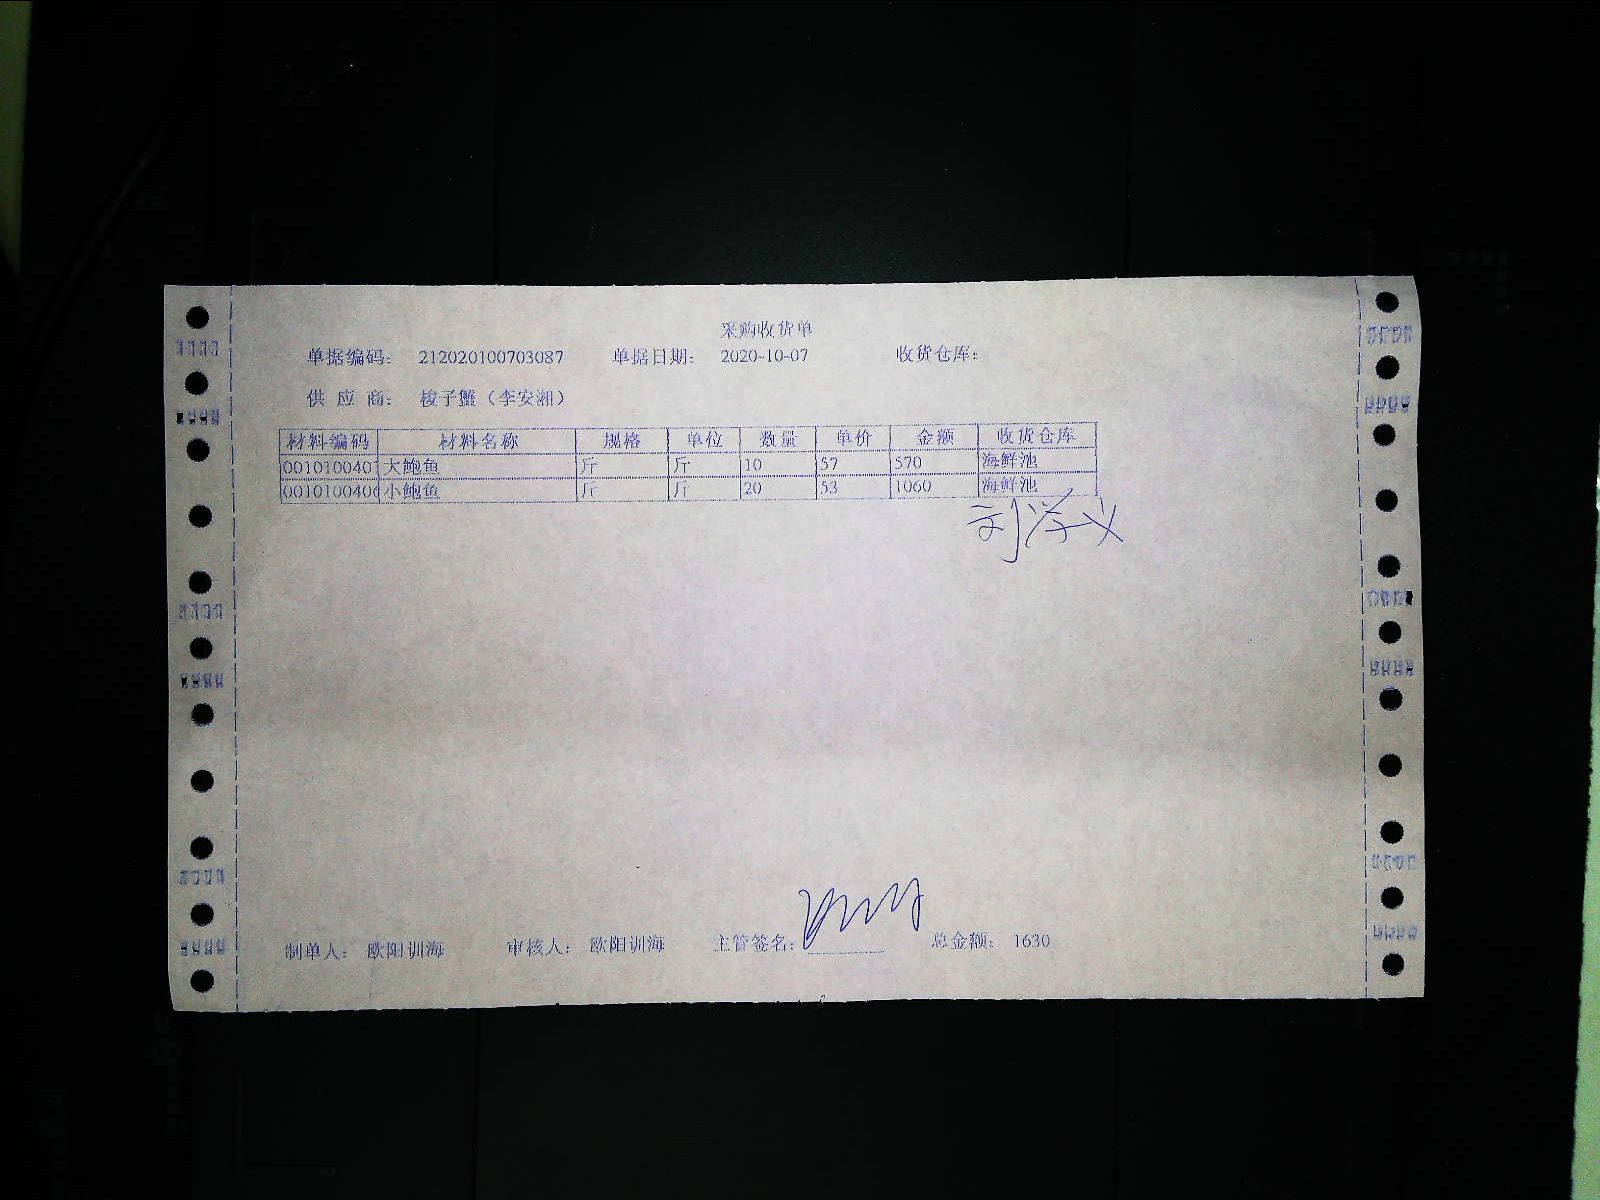 采购收货单
单据编码: 212020100703087 单据日期: 2020-10-07 收货仓库:
供 应 商: 梭子蟹（李安湘）
材料编码 材料名称 规格 单位 数量 单价 金额 收货仓库
0010100401 大鲍鱼 斤 斤 10 57 570 海鲜池
0010100406 小鲍鱼 斤 斤 20 53 1060 海鲜池
刘学义
制单人: 欧阳训海 审核人: 欧阳训海 主管签名: 总金额: 1630